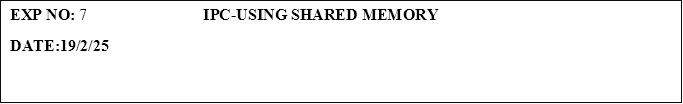 EXP NO: 7 IPC-USING SHARED MEMORY
DATE:19/2/25